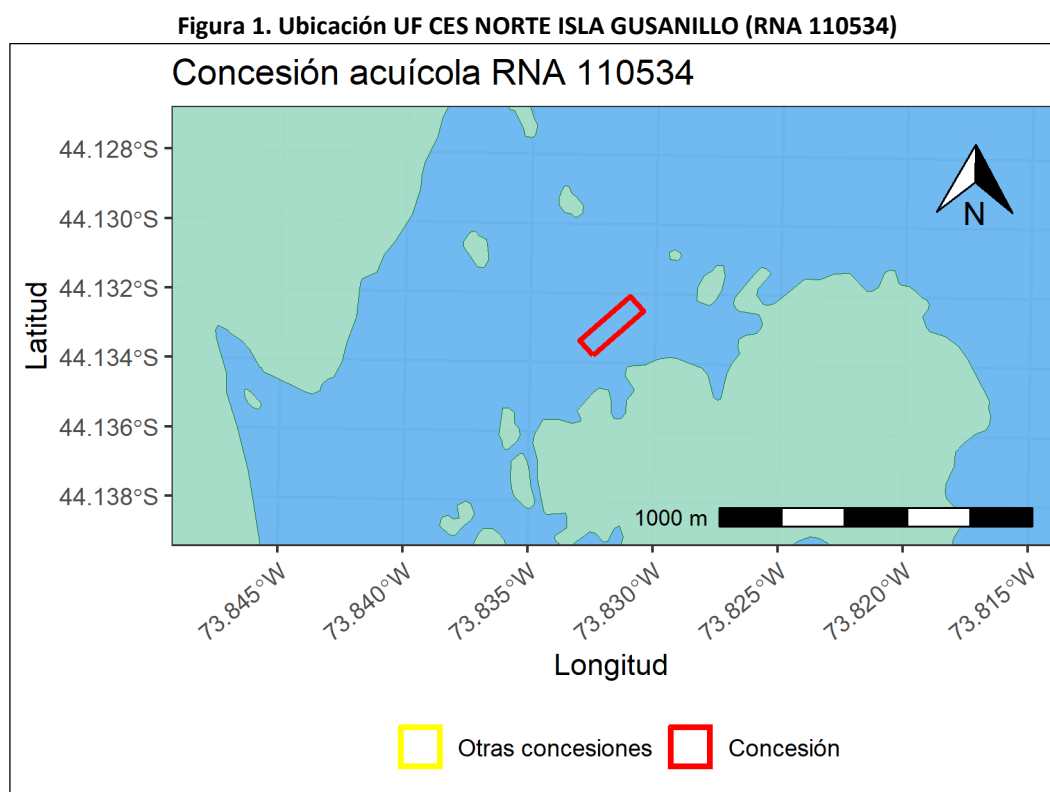 Figura 1. Ubicación UF CES NORTE ISLA GUSANILLO (RNA 110534)
Concesión acuícola RNA 110534
44.128°S
44.130°S
44.132°S
44.134°S
44.136°S
44.138°S
Latitud
N
1000 m
73.845°W
73.840°W
73.835°W
73.830°W
73.825°W
73.820°W
73.815°W
Longitud
Otras concesiones
Concesión